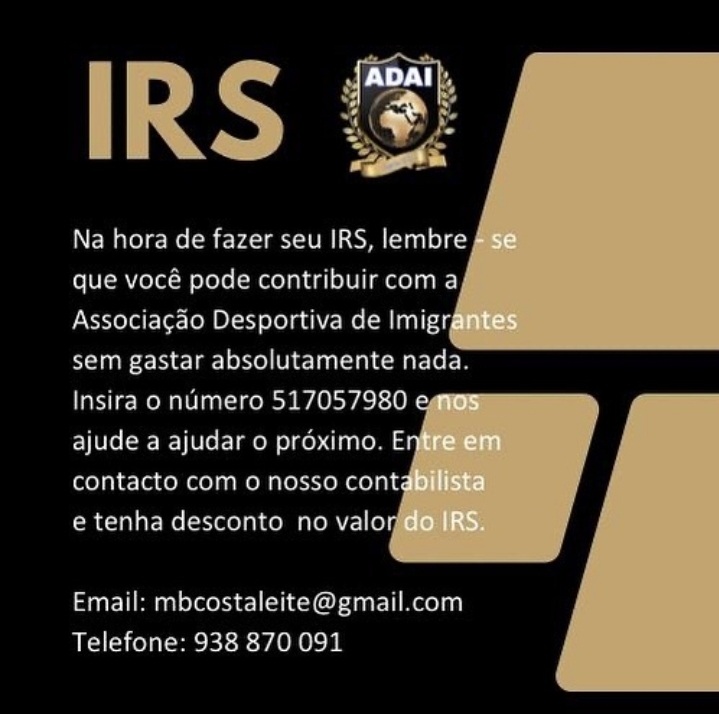 IRS
ADAI
Na hora de fazer seu IRS, lembre - se
que você pode contribuir com a
Associação Desportiva de Imigrantes
sem gastar absolutamente nada.
Insira o número 517057980 e nos
ajude a ajudar o próximo. Entre em
contacto com o nosso contabilista
e tenha desconto  no valor do IRS.
Email: mbcostaleite@gmail.com
Telefone: 938 870 091